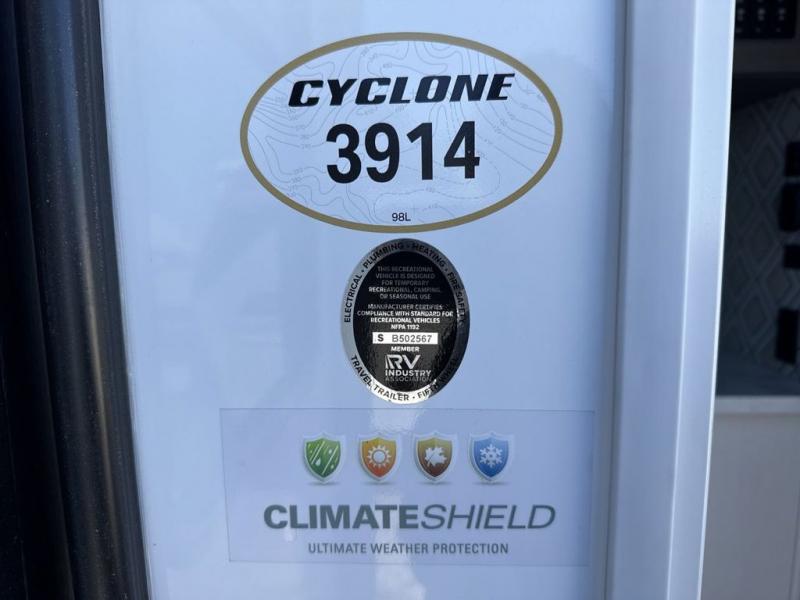 CYCLONE
3914
98L
ELECTRICAL • PLUMBING • HEATING • FIRE SAFETY
THIS RECREATIONAL
VEHICLE IS DESIGNED
FOR TEMPORARY
RECREATIONAL, CAMPING,
OR SEASONAL USE
MANUFACTURER CERTIFIES
COMPLIANCE WITH STANDARD FOR
RECREATIONAL VEHICLES
NFPA 1192
S B502567
MEMBER
RV
INDUSTRY
ASSOCIATION
TRAVEL TRAILER • FIFTH WHEEL
CLIMATESHIELD
ULTIMATE WEATHER PROTECTION